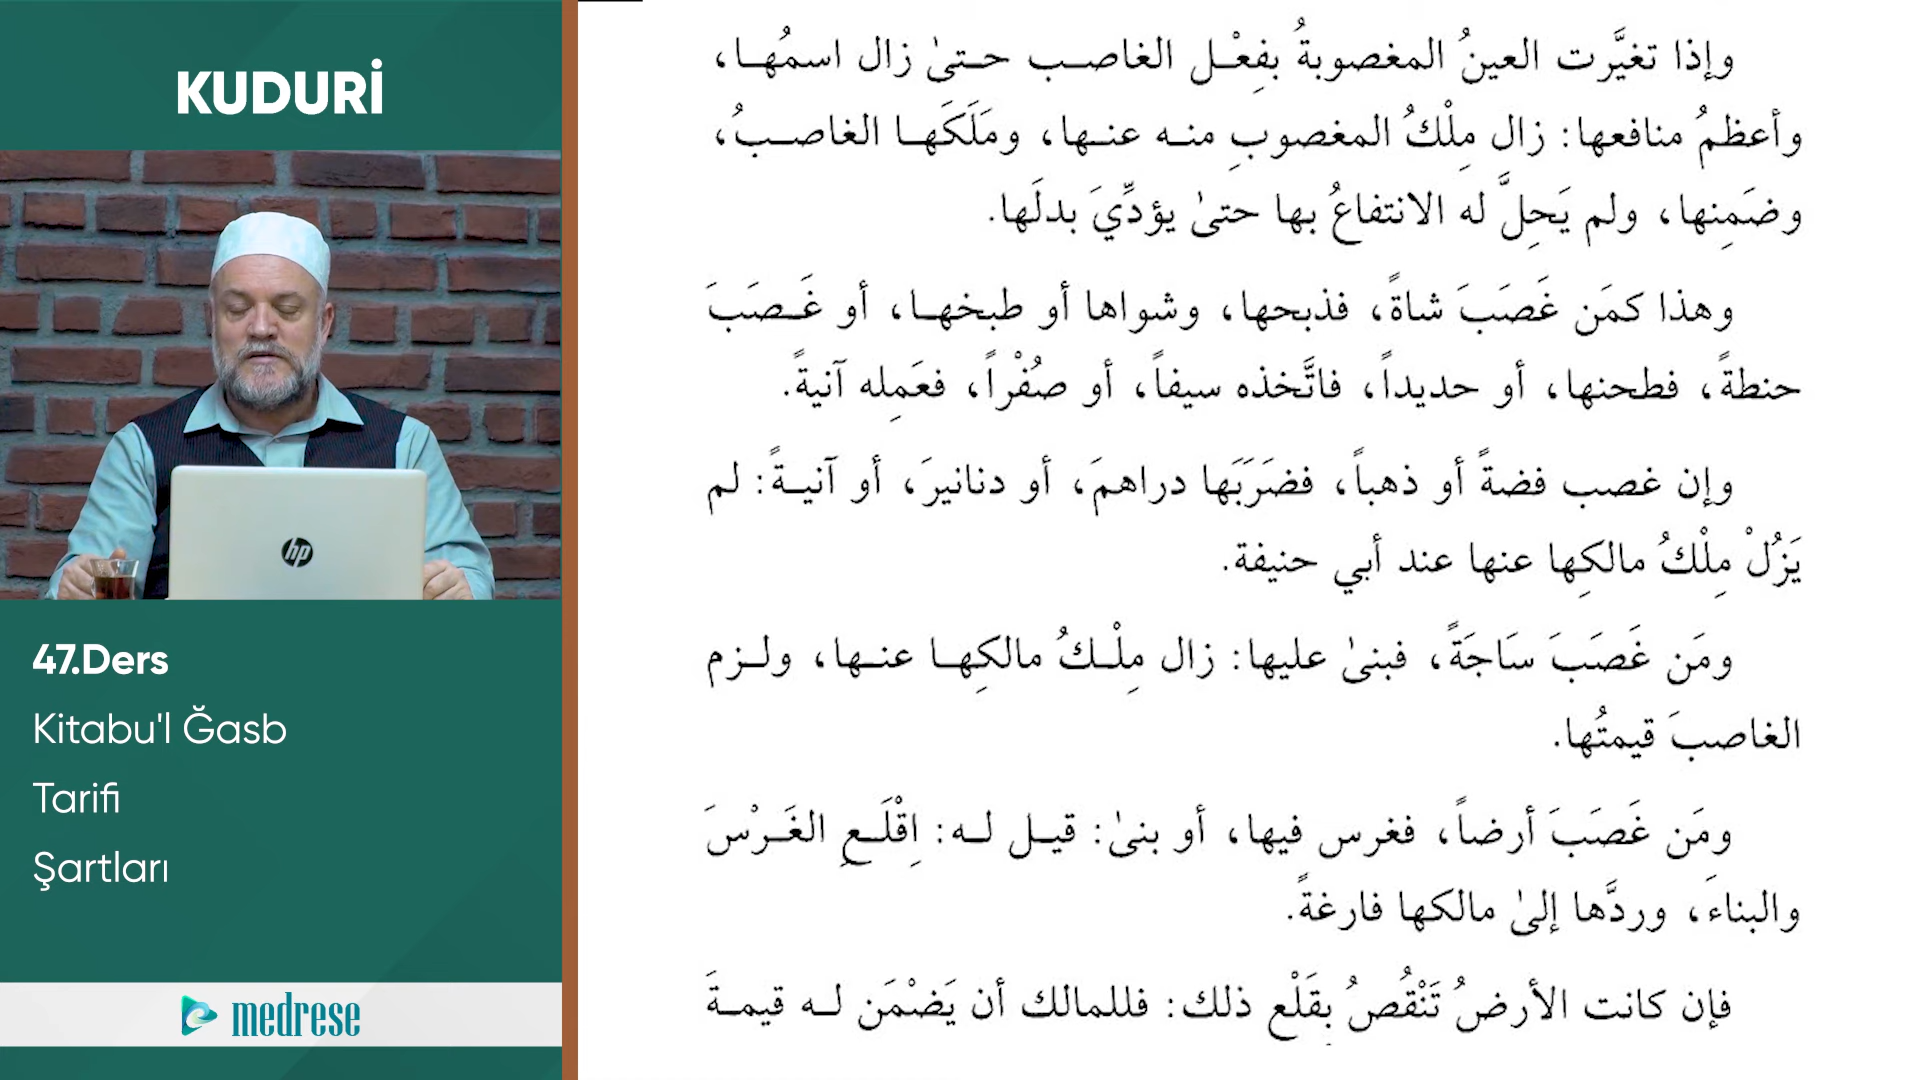 KUDURİ
hp
47.Ders
Kitabu'l Ğasb
Tarifi
Şartları
medrese
وإذا تغيَّرت العينُ المغصوبةُ بفِعْل الغاصب حتىٰ زال اسمُها،
وأعظمُ منافعها: زال مِلْكُ المغصوبِ منه عنها، ومَلَكَها الغاصبُ،
وضَمِنها، ولم يَحِلَّ له الانتفاعُ بها حتىٰ يؤدِّيَ بدلَها.
وهذا كمَن غَصَبَ شاةً، فذبحها، وشواها أو طبخها، أو غَصَبَ
حنطةً، فطحنها، أو حديداً، فاتَّخذه سيفاً، أو صُفْراً، فعَمِله آنيةً.
وإن غصب فضةً أو ذهباً، فضَرَبَها دراهمَ، أو دنانيرَ، أو آنيةً: لم
يَزُلْ مِلْكُ مالكِها عنها عند أبي حنيفة.
ومَن غَصَبَ سَاجَةً، فبنىٰ عليها: زال مِلْكُ مالكِها عنها، ولزم
الغاصبَ قيمتُها.
ومَن غَصَبَ أرضاً، فغرس فيها، أو بنىٰ: قيل له: اِقْلَعِ الغَرْسَ
والبناءَ، وردَّها إلىٰ مالكها فارغةً.
فإن كانت الأرضُ تَنْقُصُ بِقَلْع ذلك: فللمالك أن يَضْمَن له قيمةَ